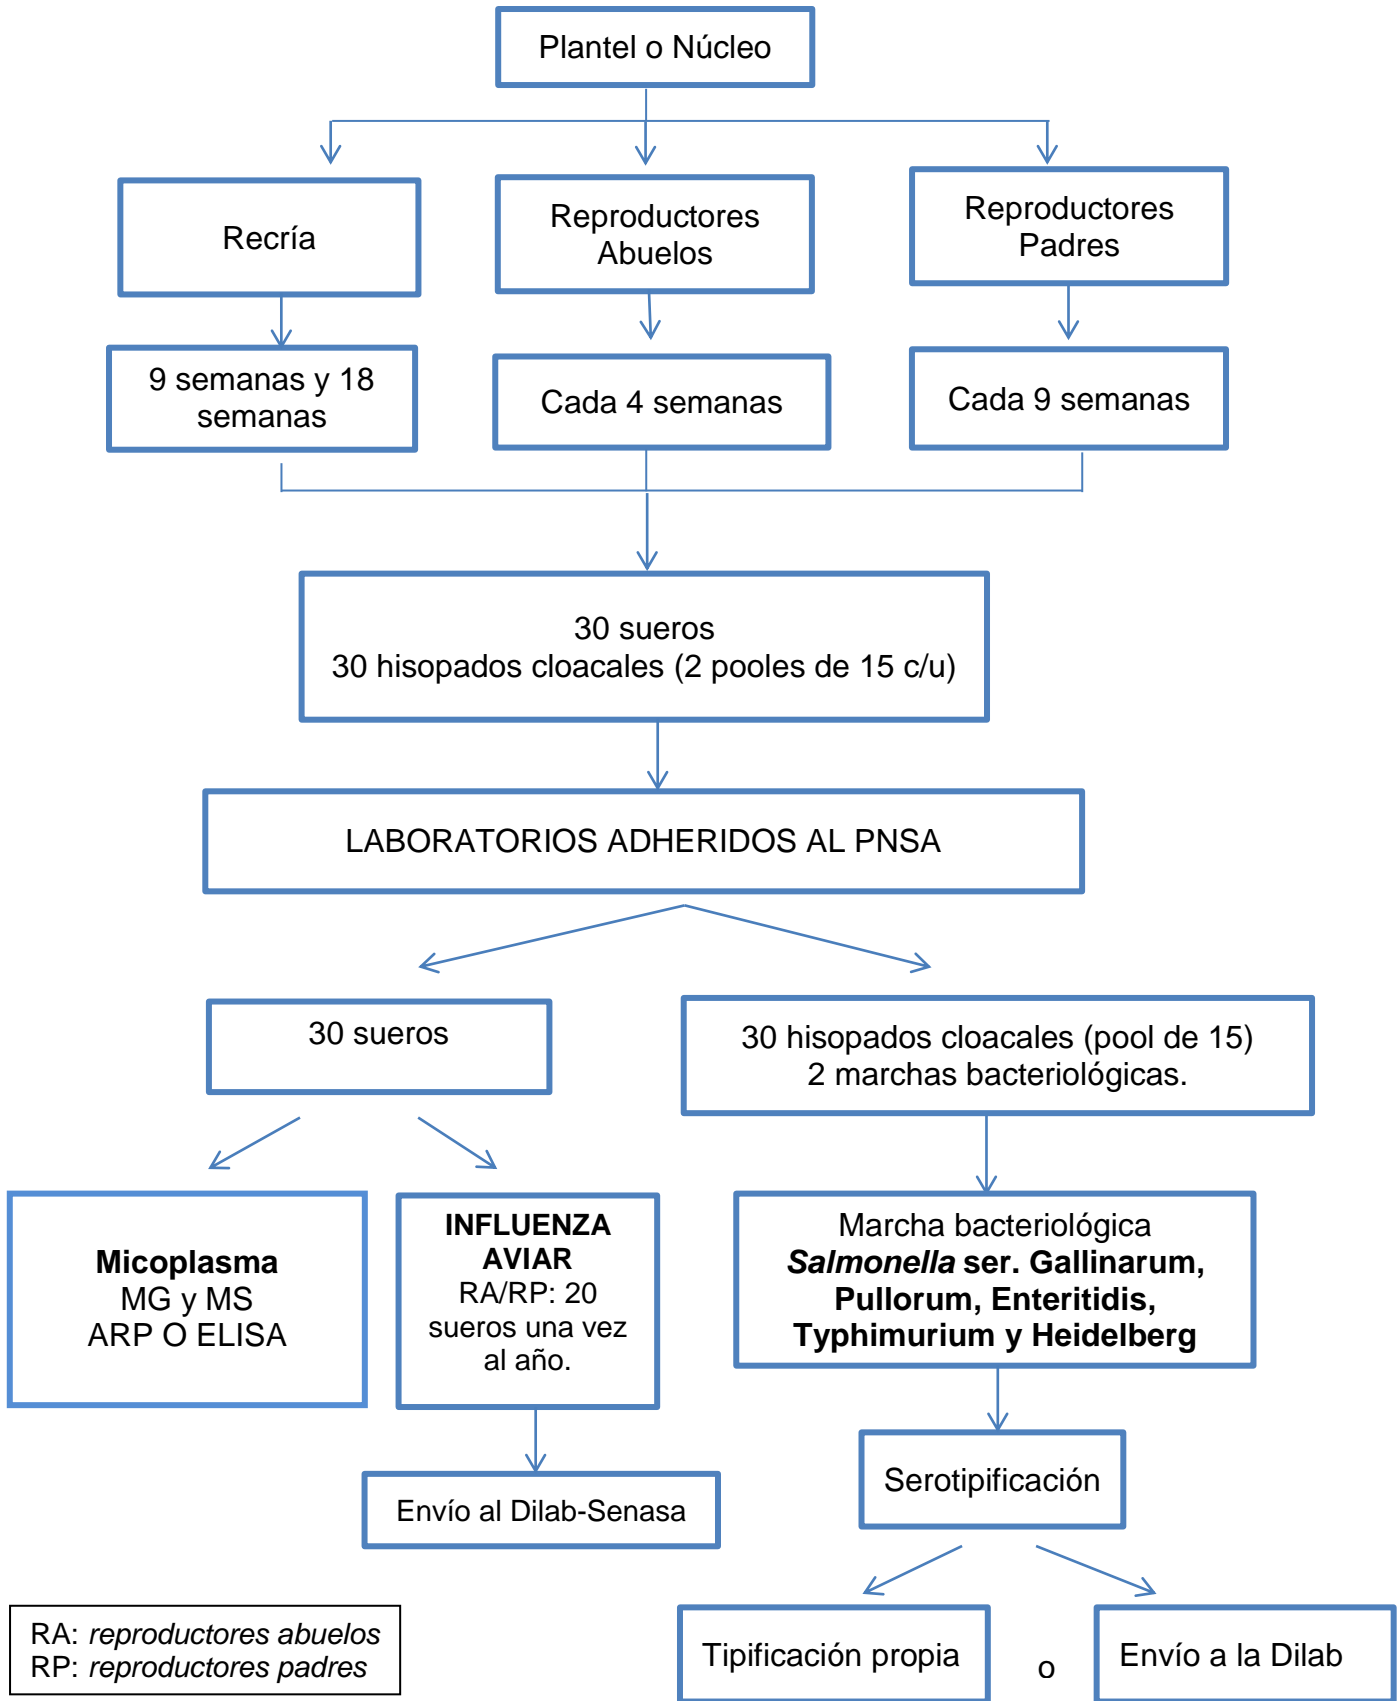 Plantel o Núcleo
Recría
Reproductores
Abuelos
Reproductores
Padres
9 semanas y 18
semanas
Cada 4 semanas
Cada 9 semanas
30 sueros
30 hisopados cloacales (2 pooles de 15 c/u)
LABORATORIOS ADHERIDOS AL PNSA
30 sueros
30 hisopados cloacales (pool de 15)
2 marchas bacteriológicas.
Micoplasma
MG y MS
ARP O ELISA
INFLUENZA
AVIAR
RA/RP: 20
sueros una vez
al año.
Marcha bacteriológica
Salmonella ser. Gallinarum,
Pullorum, Enteritidis,
Typhimurium y Heidelberg
Envío al Dilab-Senasa
Serotipificación
Tipificación propia
o
Envío a la Dilab
RA: reproductores abuelos
RP: reproductores padres